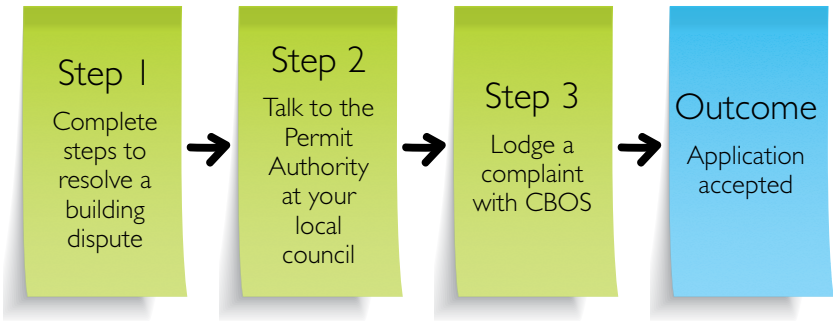 Step 1
Complete
steps to
resolve a
building
dispute
Step 2
Talk to the
Permit
Authority
at your
local
council
Step 3
Lodge a
complaint
with CBOS
Outcome
Application
accepted